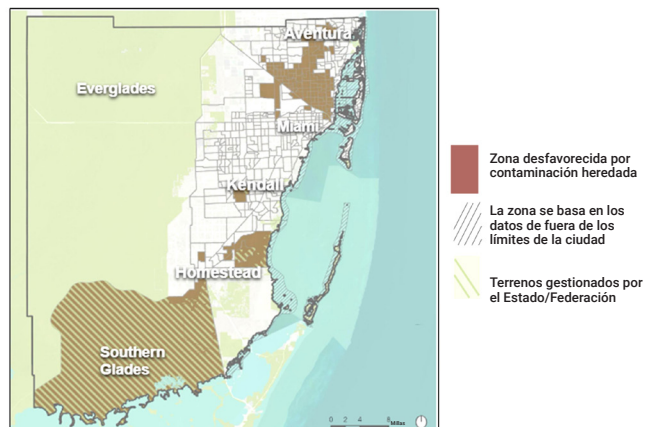 Aventura
Everglades
Miami
Kendall
Homestead
Southern
Glades
0 2 4 8 Millas
Zona desfavorecida por
contaminación heredada
La zona se basa en los
datos de fuera de los
límites de la ciudad
Terrenos gestionados por
el Estado/Federación